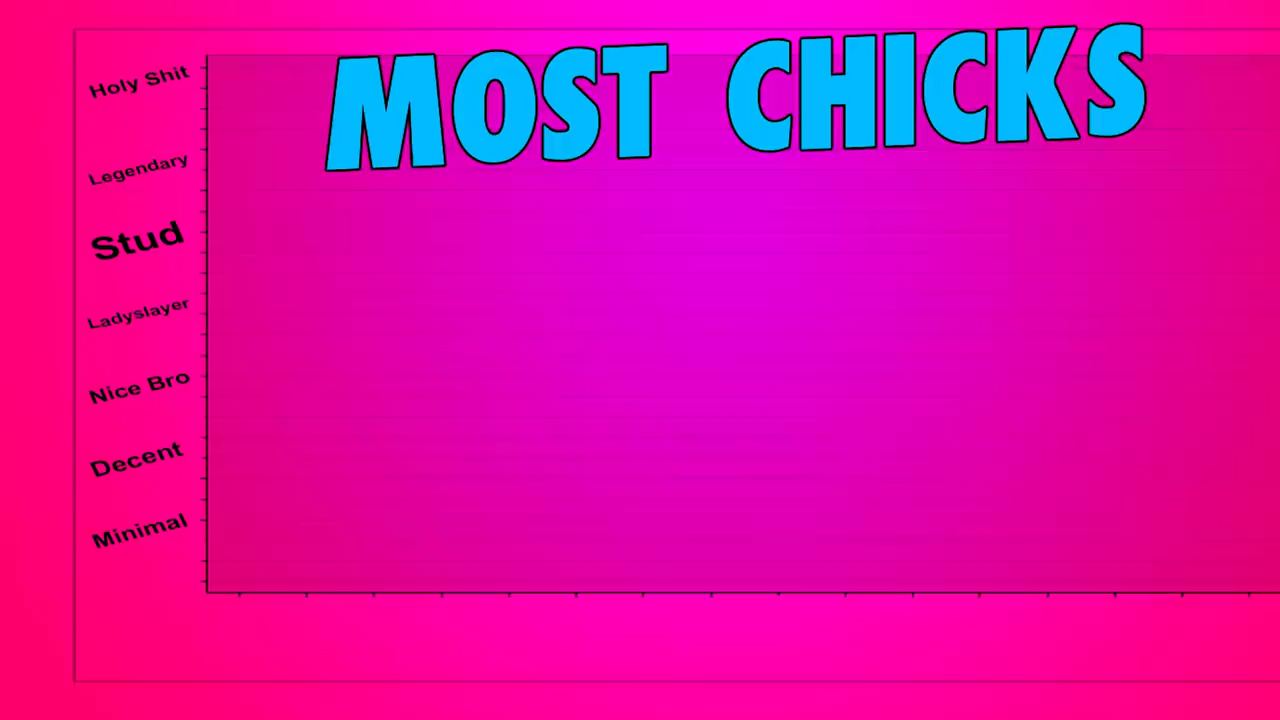 MOST CHICKS
Holy Shit
Legendary
Stud
Ladyslayer
Nice Bro
Decent
Minimal